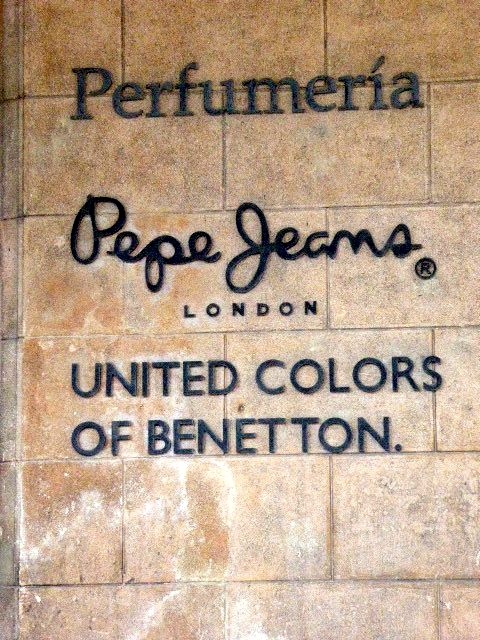 Perfumería
Pepe Jeans®
LONDON
UNITED COLORS
OF BENETTON.